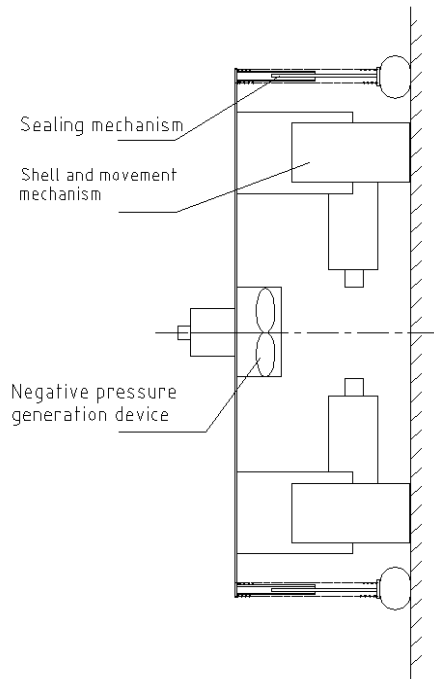 Sealing mechanism
Shell and movement
mechanism
Negative pressure
generation device